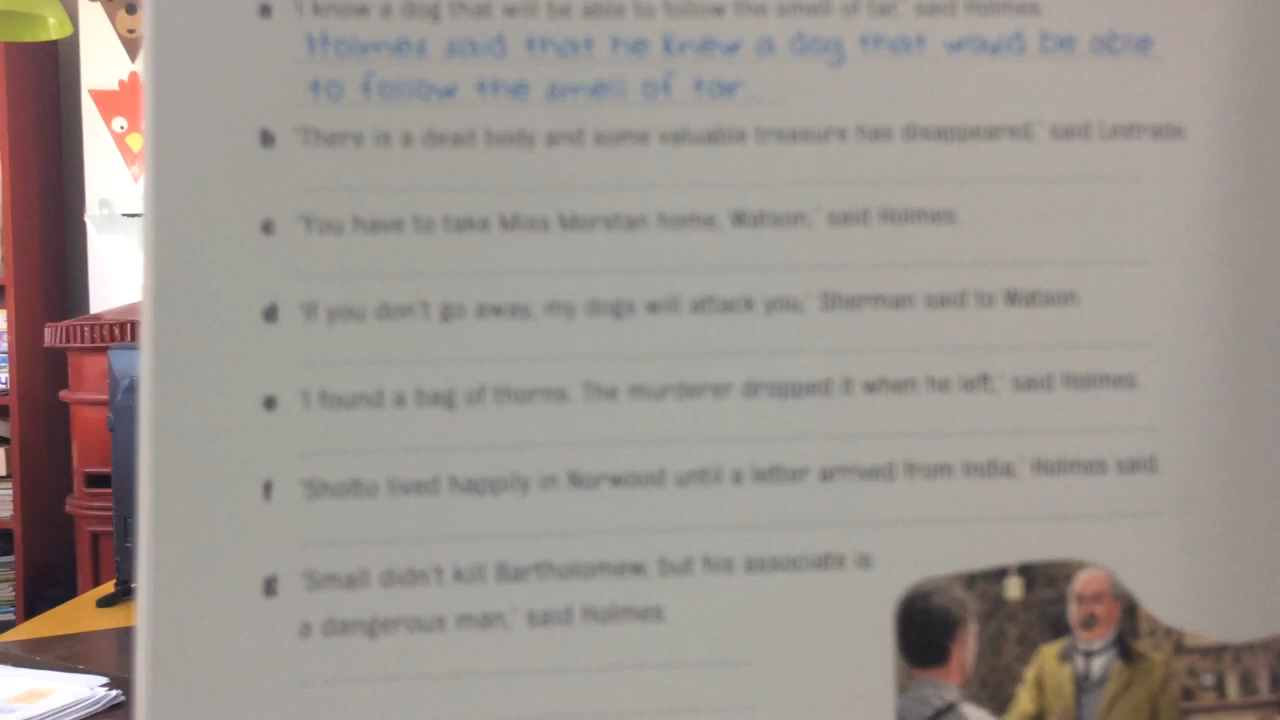 a 'I know a dog that will be able to follow the smell of tar,' said Holmes.
Holmes said that he knew a dog that would be able
to follow the smell of tar.
b 'There is a dead body and some valuable treasure has disappeared,' said Lestrade.
c 'You have to take Miss Morstan home, Watson,' said Holmes.
d 'If you don't go away, my dogs will attack you,' Sherman said to Watson.
e 'I found a bag of thorns. The murderer dropped it when he left,' said Holmes.
f 'Sholto lived happily in Norwood until a letter arrived from India,' Holmes said.
g 'Small didn't kill Bartholomew, but his associate is
a dangerous man,' said Holmes.